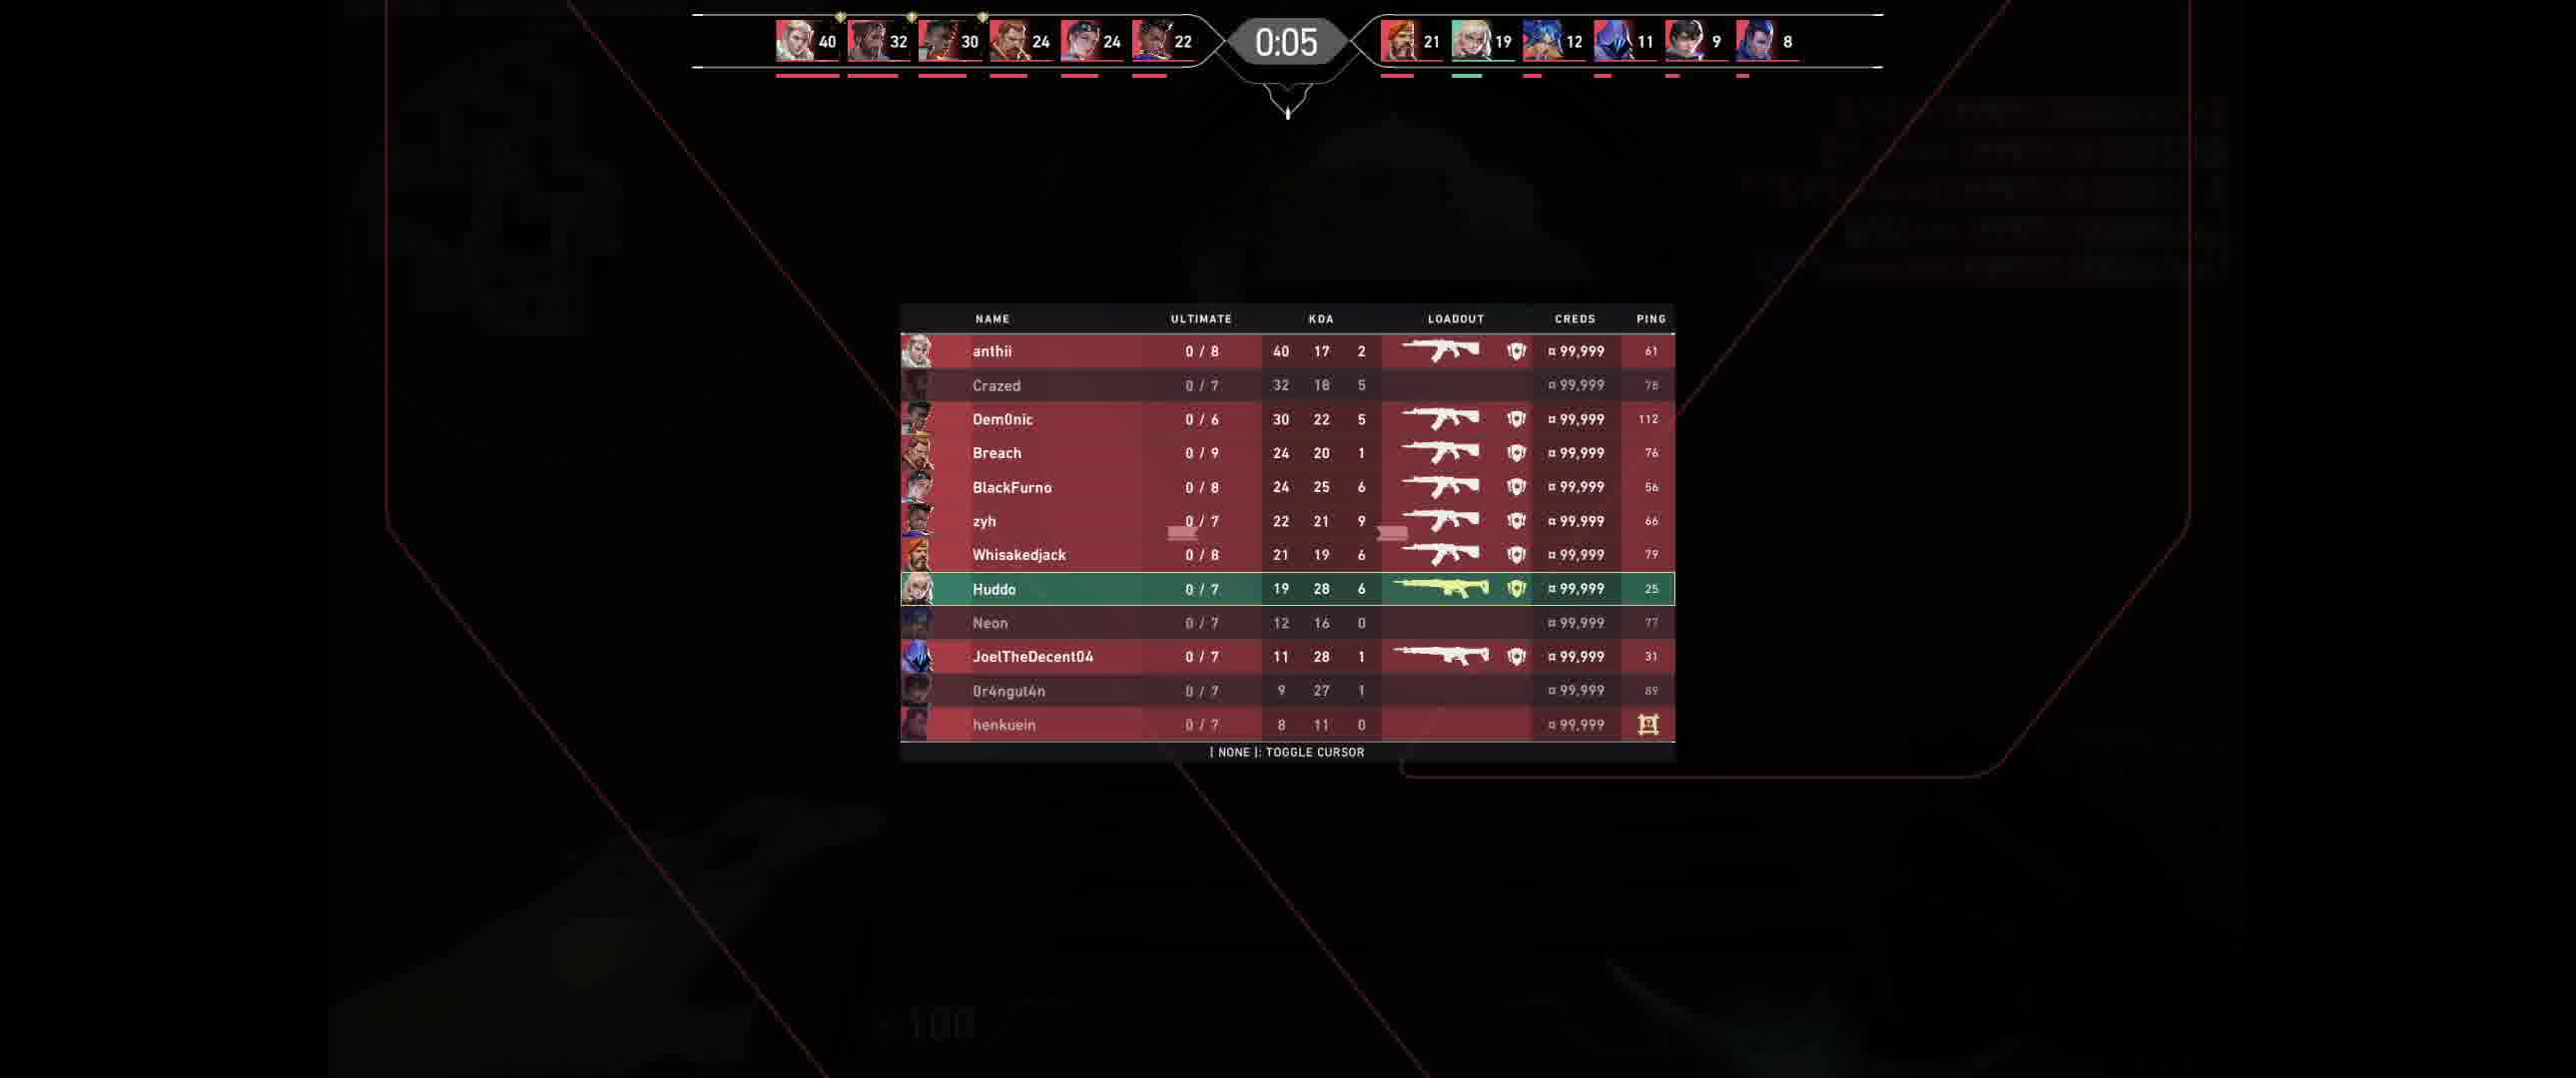 40 32 30 24 24 22 0:05 21 19 12 11 9 8
NAME ULTIMATE KDA LOADOUT CREDS PING
anthii 0 / 8 40 17 2 ¤ 99,999 61
Crazed 0 / 7 32 18 5 ¤ 99,999 78
Dem0nic 0 / 6 30 22 5 ¤ 99,999 112
Breach 0 / 9 24 20 1 ¤ 99,999 76
BlackFurno 0 / 8 24 25 6 ¤ 99,999 56
zyh 0 / 7 22 21 9 ¤ 99,999 66
Whisakedjack 0 / 8 21 19 6 ¤ 99,999 79
Huddo 0 / 7 19 28 6 ¤ 99,999 25
Neon 0 / 7 12 16 0 ¤ 99,999 77
JoelTheDecent04 0 / 7 11 28 1 ¤ 99,999 31
0r4ngut4n 0 / 7 9 27 1 ¤ 99,999 89
henkuein 0 / 7 8 11 0 ¤ 99,999
[ NONE ]: TOGGLE CURSOR
100